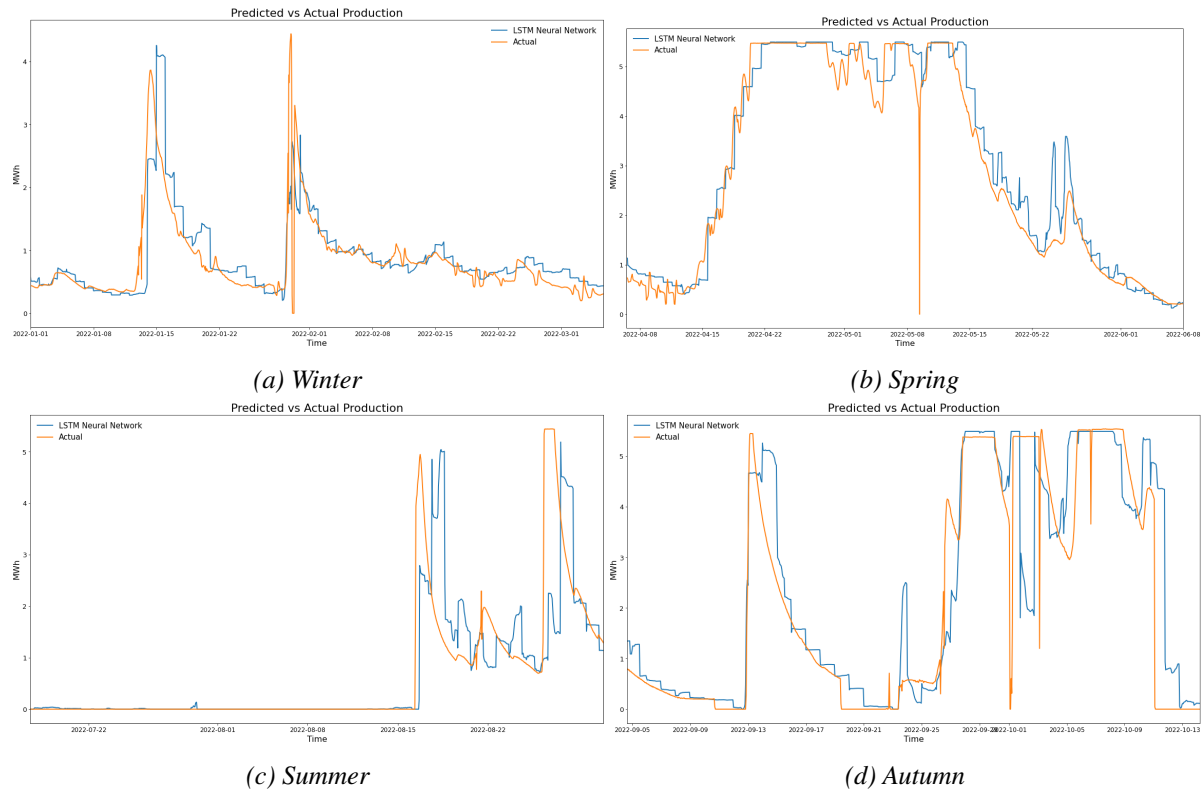 Predicted vs Actual Production
LSTM Neural Network
Actual
4
3
2
1
0
MWh
2022-01-01 2022-01-08 2022-01-15 2022-01-22 2022-02-01 2022-02-08 2022-02-15 2022-02-22 2022-03-01
Time
(a) Winter
Predicted vs Actual Production
LSTM Neural Network
Actual
5
4
3
2
1
0
MWh
2022-04-08 2022-04-15 2022-04-22 2022-05-01 2022-05-08 2022-05-15 2022-05-22 2022-06-01 2022-06-08
Time
(b) Spring
Predicted vs Actual Production
LSTM Neural Network
Actual
5
4
3
2
1
0
MWh
2022-07-22 2022-08-01 2022-08-08 2022-08-15 2022-08-22
Time
(c) Summer
Predicted vs Actual Production
LSTM Neural Network
Actual
5
4
3
2
1
0
MWh
2022-09-05 2022-09-09 2022-09-13 2022-09-17 2022-09-21 2022-09-25 2022-10-01 2022-10-05 2022-10-09 2022-10-13
Time
(d) Autumn